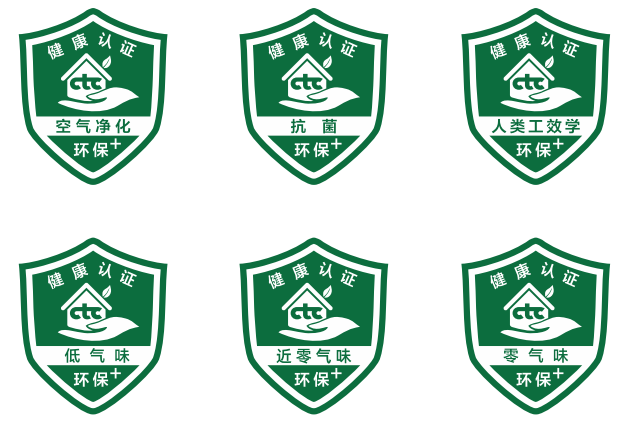 健康认证
ctc
空气净化
环保+
健康认证
ctc
抗菌
环保+
健康认证
ctc
人类工效学
环保+
健康认证
ctc
低气味
环保+
健康认证
ctc
近零气味
环保+
健康认证
ctc
零气味
环保+